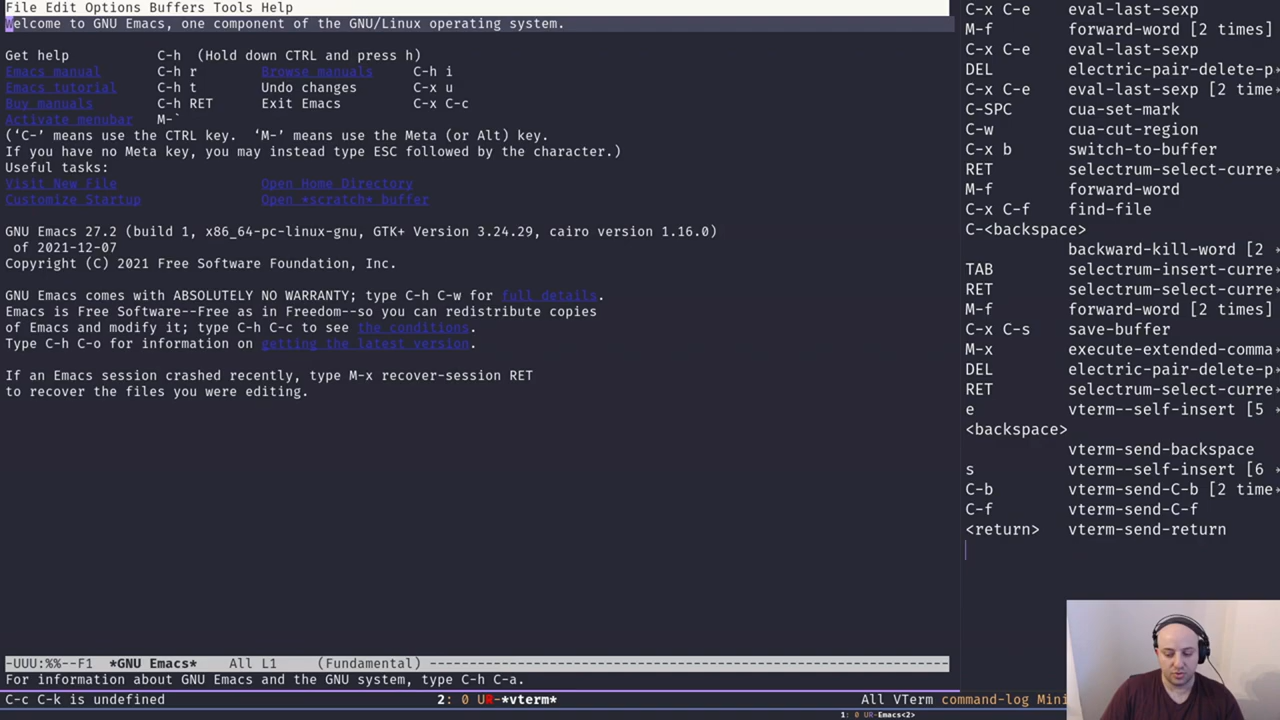 File Edit Options Buffers Tools Help
Welcome to GNU Emacs, one component of the GNU/Linux operating system.
Get help C-h (Hold down CTRL and press h)
Emacs manual C-h r Browse manuals C-h i
Emacs tutorial C-h t Undo changes C-x u
Buy manuals C-h RET Exit Emacs C-x C-c
Activate menubar M-`
(‘C-’ means use the CTRL key. ‘M-’ means use the Meta (or Alt) key.
If you have no Meta key, you may instead type ESC followed by the character.)
Useful tasks:
Visit New File Open Home Directory
Customize Startup Open *scratch* buffer
GNU Emacs 27.2 (build 1, x86_64-pc-linux-gnu, GTK+ Version 3.24.29, cairo version 1.16.0)
of 2021-12-07
Copyright (C) 2021 Free Software Foundation, Inc.
GNU Emacs comes with ABSOLUTELY NO WARRANTY; type C-h C-w for full details.
Emacs is Free Software--Free as in Freedom--so you can redistribute copies
of Emacs and modify it; type C-h C-c to see the conditions.
Type C-h C-o for information on getting the latest version.
If an Emacs session crashed recently, type M-x recover-session RET
to recover the files you were editing.
-UUU:%%--F1 *GNU Emacs* All L1 (Fundamental) ----------------------------------------------------------------
For information about GNU Emacs and the GNU system, type C-h C-a.
C-c C-k is undefined 2: 0 UR-*vterm* All VTerm command-log Mini
1: 0 UR-Emacs<2>
C-x C-e eval-last-sexp
M-f forward-word [2 times]
C-x C-e eval-last-sexp
DEL electric-pair-delete-p
C-x C-e eval-last-sexp [2 time
C-SPC cua-set-mark
C-w cua-cut-region
C-x b switch-to-buffer
RET selectrum-select-curre
M-f forward-word
C-x C-f find-file
C-<backspace>
backward-kill-word [2
TAB selectrum-insert-curre
RET selectrum-select-curre
M-f forward-word [2 times]
C-x C-s save-buffer
M-x execute-extended-comma
DEL electric-pair-delete-p
RET selectrum-select-curre
e vterm--self-insert [5
<backspace>
vterm-send-backspace
s vterm--self-insert [6
C-b vterm-send-C-b [2 time
C-f vterm-send-C-f
<return> vterm-send-return